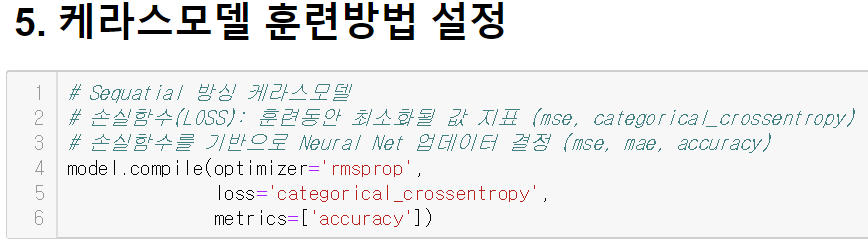 5. 케라스모델 훈련방법 설정
1 # Sequatial 방싱 케라스모델
2 # 손실함수(LOSS): 훈련동안 최소화될 값 지표 (mse, categorical_crossentropy)
3 # 손실함수를 기반으로 Neural Net 업데이터 결정 (mse, mae, accuracy)
4 model.compile(optimizer='rmsprop',
5 loss='categorical_crossentropy',
6 metrics=['accuracy'])